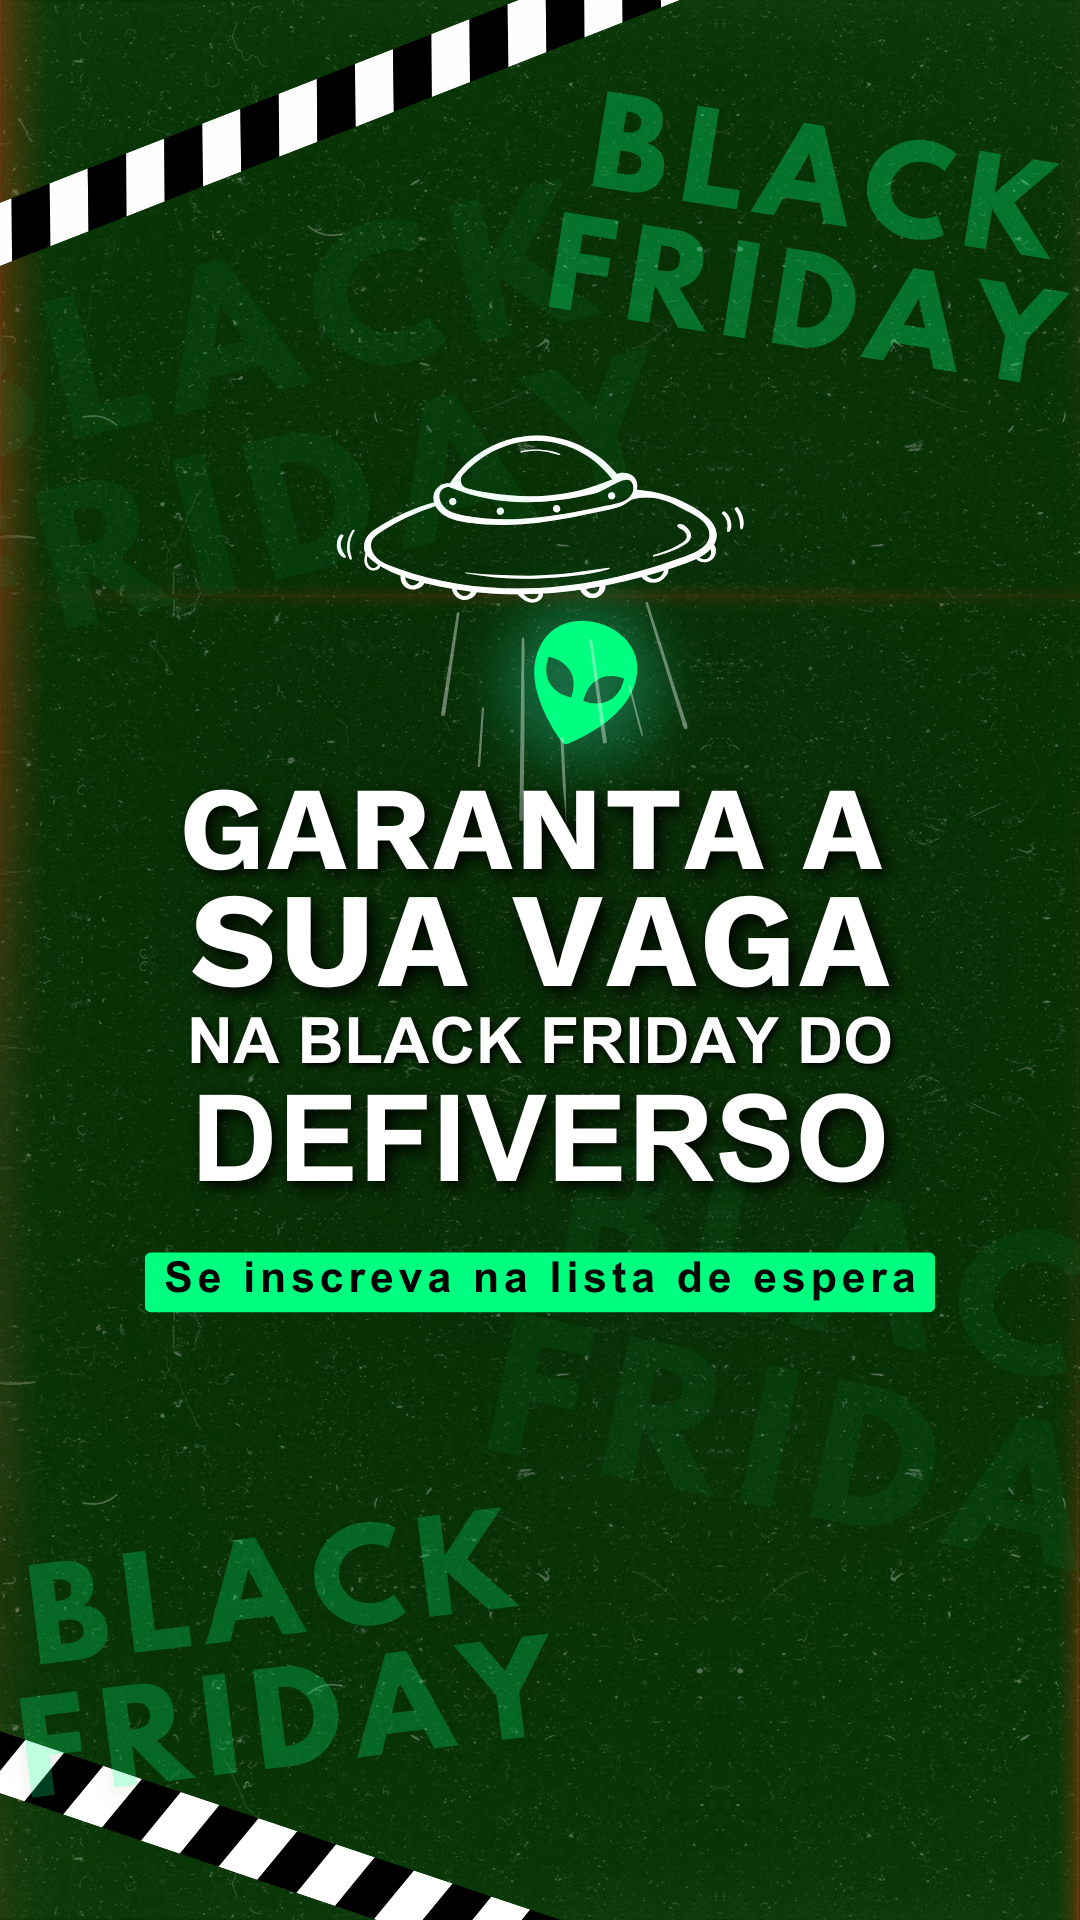 BLACK
FRIDAY
BLACK
FRIDAY
GARANTA A
SUA VAGA
NA BLACK FRIDAY DO
DEFIVERSO
Se inscreva na lista de espera
BLAC
FRIDA
BLACK
FRIDAY